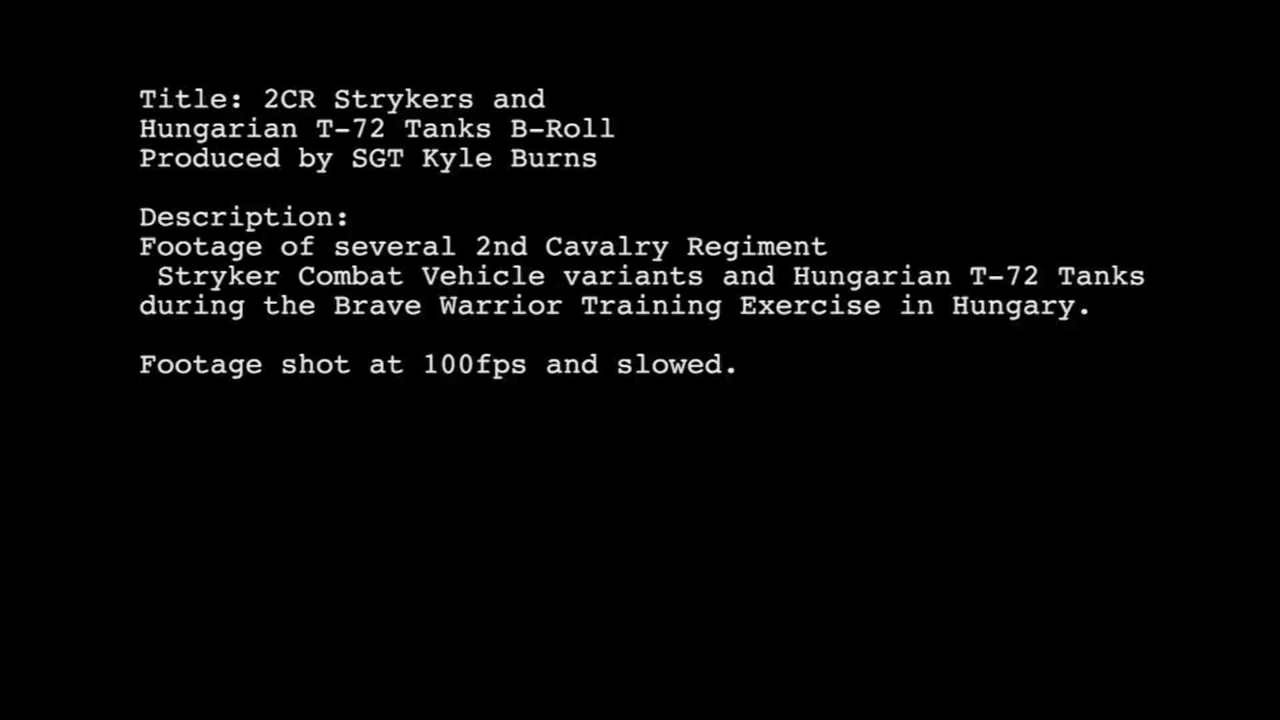 Title: 2CR Strykers and
Hungarian T-72 Tanks B-Roll
Produced by SGT Kyle Burns
Description:
Footage of several 2nd Cavalry Regiment
Stryker Combat Vehicle variants and Hungarian T-72 Tanks
during the Brave Warrior Training Exercise in Hungary.
Footage shot at 100fps and slowed.